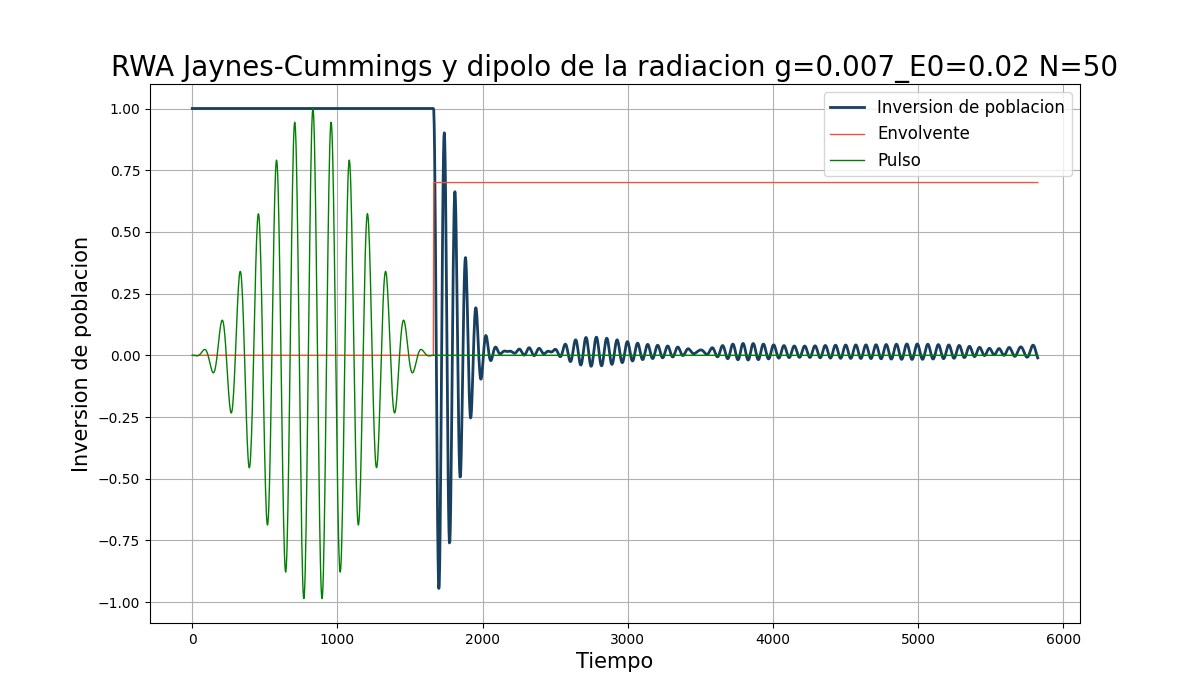 RWA Jaynes-Cummings y dipolo de la radiacion g=0.007_E0=0.02 N=50
Inversion de poblacion
Envolvente
Pulso
1.00
0.75
0.50
0.25
0.00
−0.25
−0.50
−0.75
−1.00
Inversion de poblacion
0 1000 2000 3000 4000 5000 6000
Tiempo